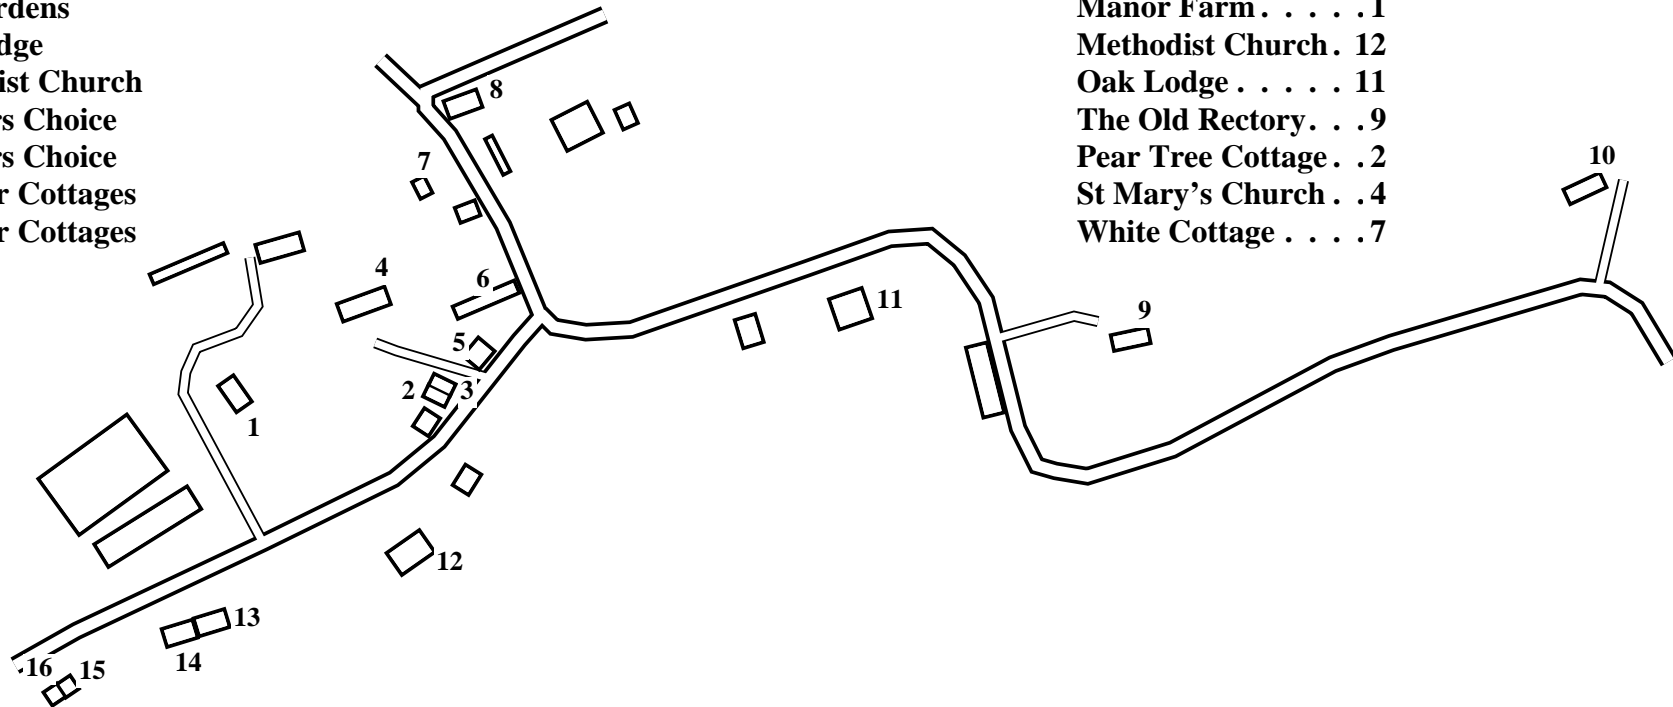 rdens
dge
ist Church
rs Choice
rs Choice
r Cottages
r Cottages
Manor Farm . . . . . 1
Methodist Church . 12
Oak Lodge . . . . . 11
The Old Rectory . . . 9
Pear Tree Cottage . . 2
St Mary’s Church . . 4
White Cottage . . . . 7
8
7
10
4
6
11
9
5
2
3
1
12
13
14
16
15